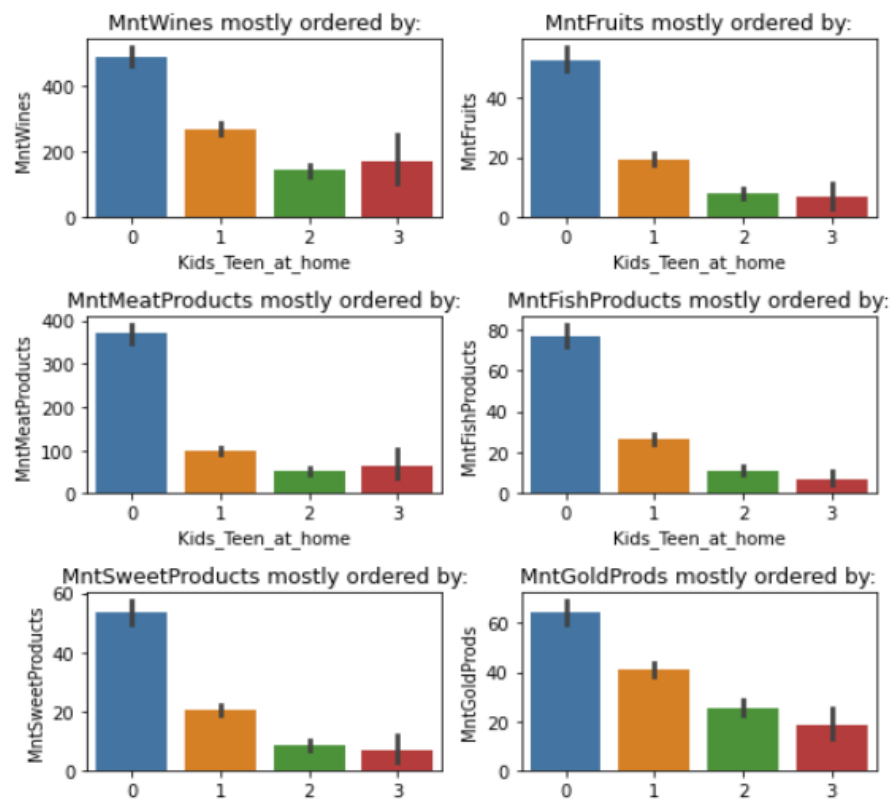 MntWines mostly ordered by:
MntWines
400
200
0
0 1 2 3
Kids_Teen_at_home
MntFruits mostly ordered by:
MntFruits
40
20
0
0 1 2 3
Kids_Teen_at_home
MntMeatProducts mostly ordered by:
MntMeatProducts
400
300
200
100
0
0 1 2 3
Kids_Teen_at_home
MntFishProducts mostly ordered by:
MntFishProducts
80
60
40
20
0
0 1 2 3
Kids_Teen_at_home
MntSweetProducts mostly ordered by:
MntSweetProducts
60
40
20
0
0 1 2 3
MntGoldProds mostly ordered by:
MntGoldProds
60
40
20
0
0 1 2 3